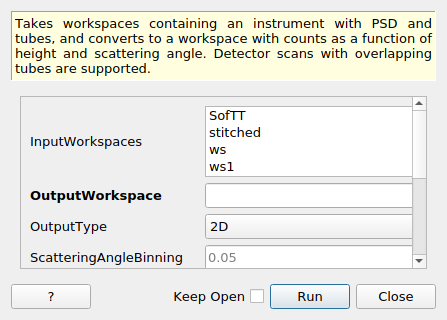 Takes workspaces containing an instrument with PSD and
tubes, and converts to a workspace with counts as a function of
height and scattering angle. Detector scans with overlapping
tubes are supported.
InputWorkspaces
SofTT
stitched
ws
ws1
OutputWorkspace
OutputType 2D
ScatteringAngleBinning 0.05
? Keep Open Run Close